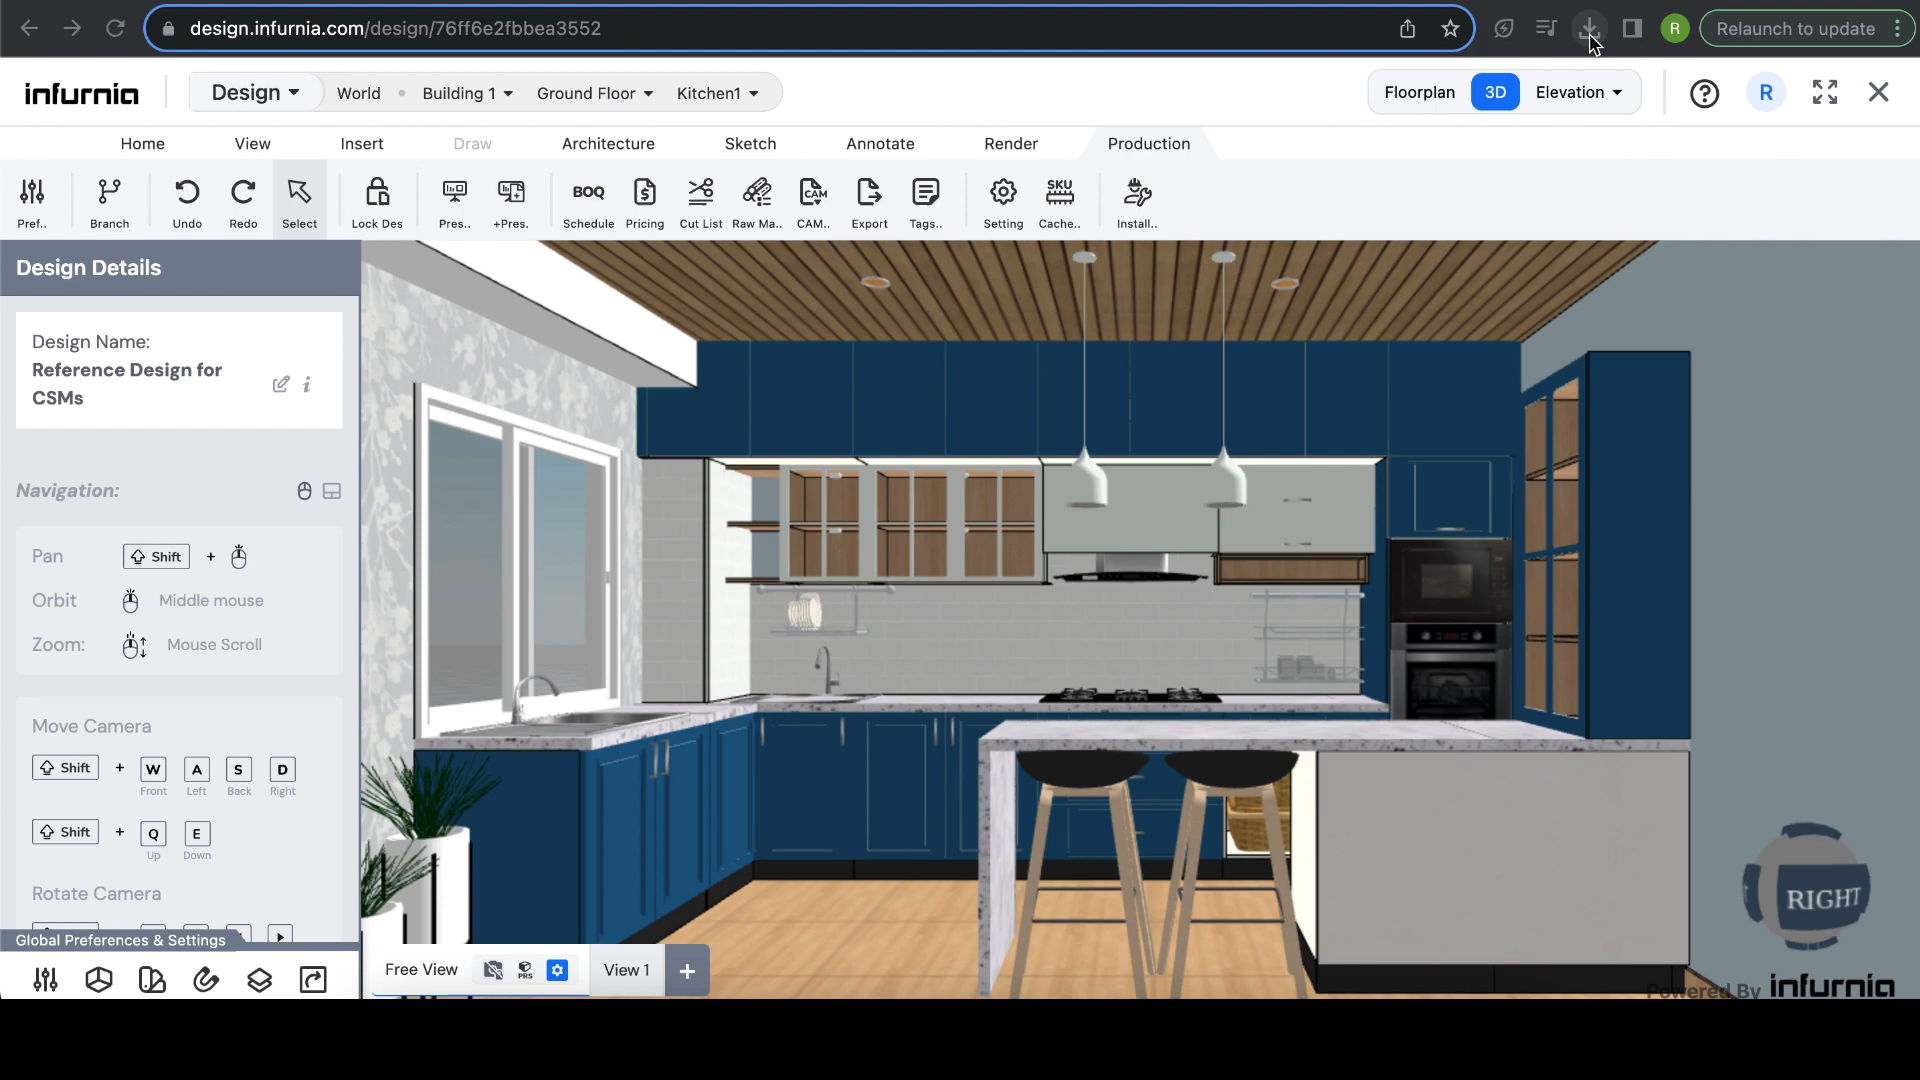 design.infurnia.com/design/76ff6e2fbbea3552
R
Relaunch to update
infurnia
Design
World
Building 1
Ground Floor
Kitchen1
Floorplan
3D
Elevation
R
Home
View
Insert
Draw
Architecture
Sketch
Annotate
Render
Production
BOQ
CAM
SKU
Pref..
Branch
Undo
Redo
Select
Lock Des
Pres..
+Pres.
Schedule
Pricing
Cut List
Raw Ma..
CAM..
Export
Tags..
Setting
Cache..
Install..
Design Details
Design Name:
Reference Design for
CSMs
Navigation:
Pan
Shift +
Orbit
Middle mouse
Zoom:
Mouse Scroll
Move Camera
Shift + W A S D
Front Left Back Right
Shift + Q E
Up Down
Rotate Camera
Global Preferences & Settings
Free View
PRS
View 1
+
RIGHT
Powered By infurnia